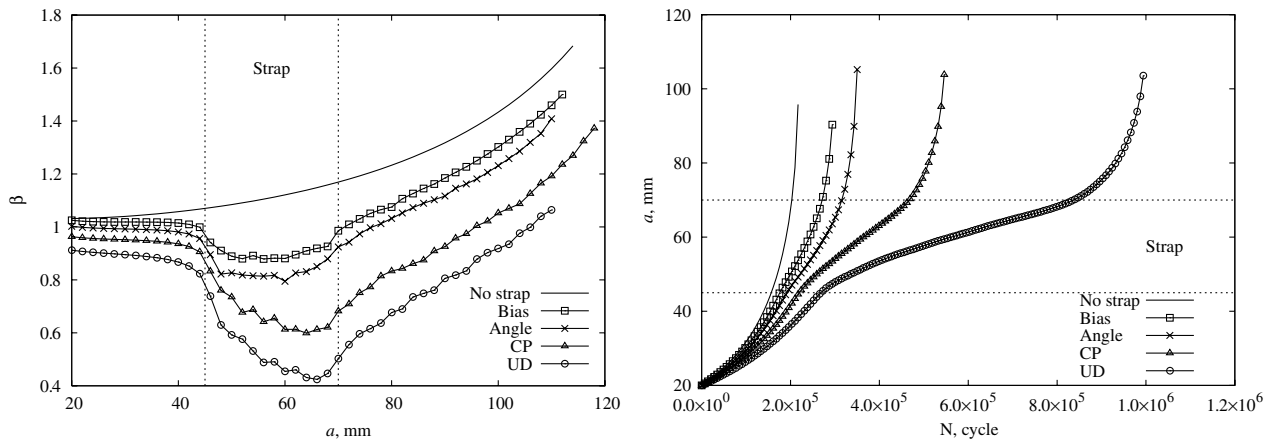 1.8
1.6
1.4
1.2
1
0.8
0.6
0.4
β
20
40
60
80
100
120
a, mm
Strap
No strap
Bias
Angle
CP
UD
120
100
80
60
40
20
a, mm
0.0×10⁰
2.0×10⁵
4.0×10⁵
6.0×10⁵
8.0×10⁵
1.0×10⁶
1.2×10⁶
N, cycle
Strap
No strap
Bias
Angle
CP
UD